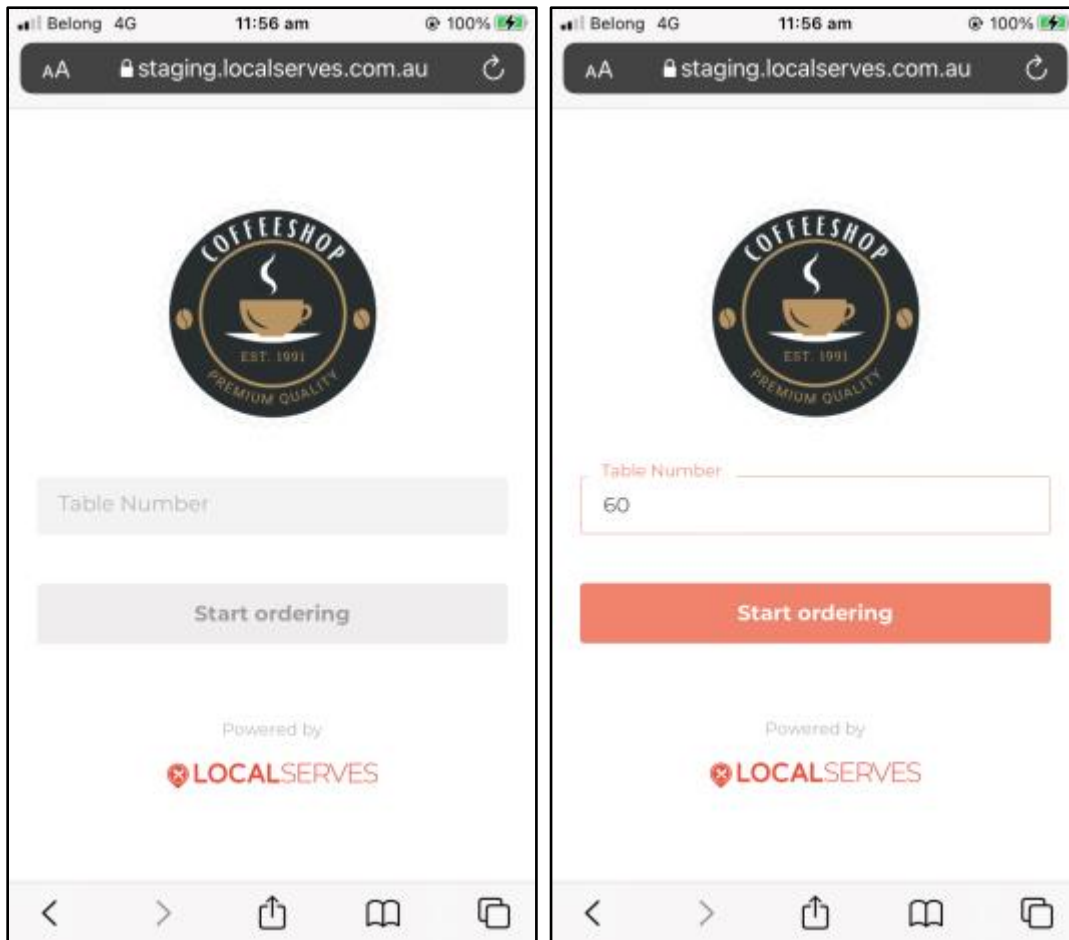 Belong 4G 11:56 am 100%
AA staging.localserves.com.au
COFFEESHOP
EST. 1991
PREMIUM QUALITY
Table Number
Start ordering
Powered by
LOCALSERVES
Belong 4G 11:56 am 100%
AA staging.localserves.com.au
COFFEESHOP
EST. 1991
PREMIUM QUALITY
Table Number
60
Start ordering
Powered by
LOCALSERVES